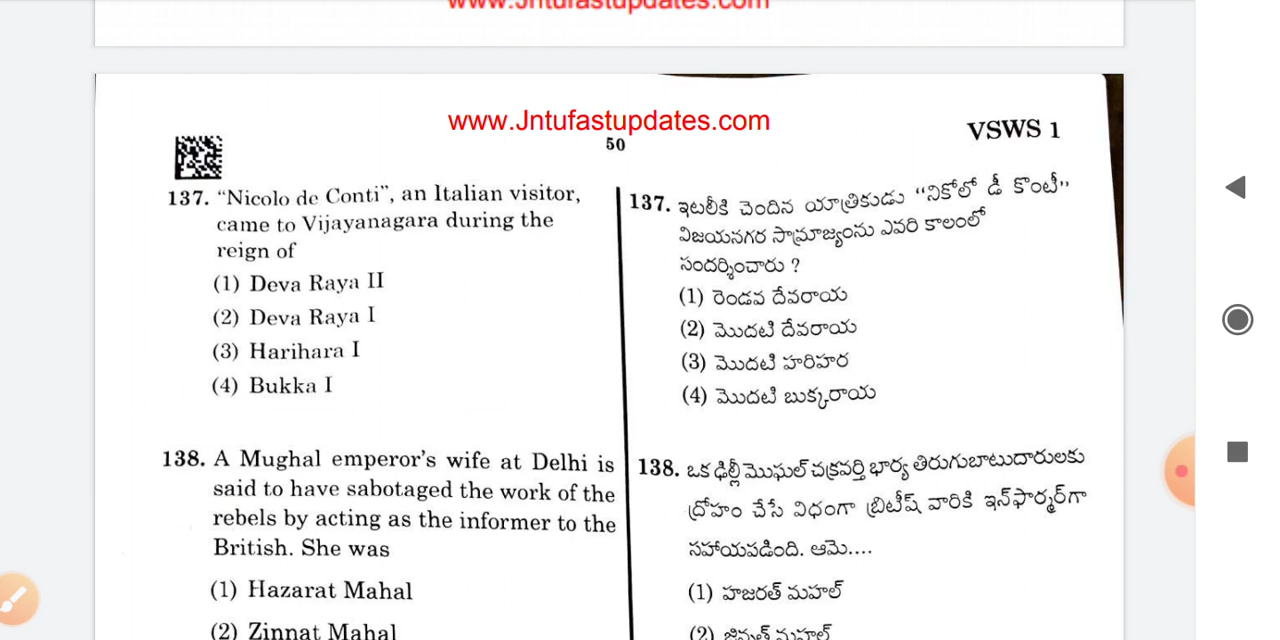 www.Jntufastupdates.com
www.Jntufastupdates.com
VSWS 1
50
137. “Nicolo de Conti”, an Italian visitor,
came to Vijayanagara during the
reign of
(1) Deva Raya II
(2) Deva Raya I
(3) Harihara I
(4) Bukka I
138. A Mughal emperor’s wife at Delhi is
said to have sabotaged the work of the
rebels by acting as the informer to the
British. She was
(1) Hazarat Mahal
(2) Zinnat Mahal
137. ఇటలీకి చెందిన యాత్రికుడు “నికోలో డీ కొంటీ”
విజయనగర సామ్రాజ్యంను ఎవరి కాలంలో
సందర్శించారు ?
(1) రెండవ దేవరాయ
(2) మొదటి దేవరాయ
(3) మొదటి హరిహర
(4) మొదటి బుక్కరాయ
138. ఒక ఢిల్లీ మొఘల్ చక్రవర్తి భార్య తిరుగుబాటుదారులకు
ద్రోహం చేసే విధంగా బ్రిటీష్ వారికి ఇన్‌ఫార్మర్‌గా
సహాయపడింది. ఆమె....
(1) హజరత్ మహల్
(2) జీనత్ మహల్